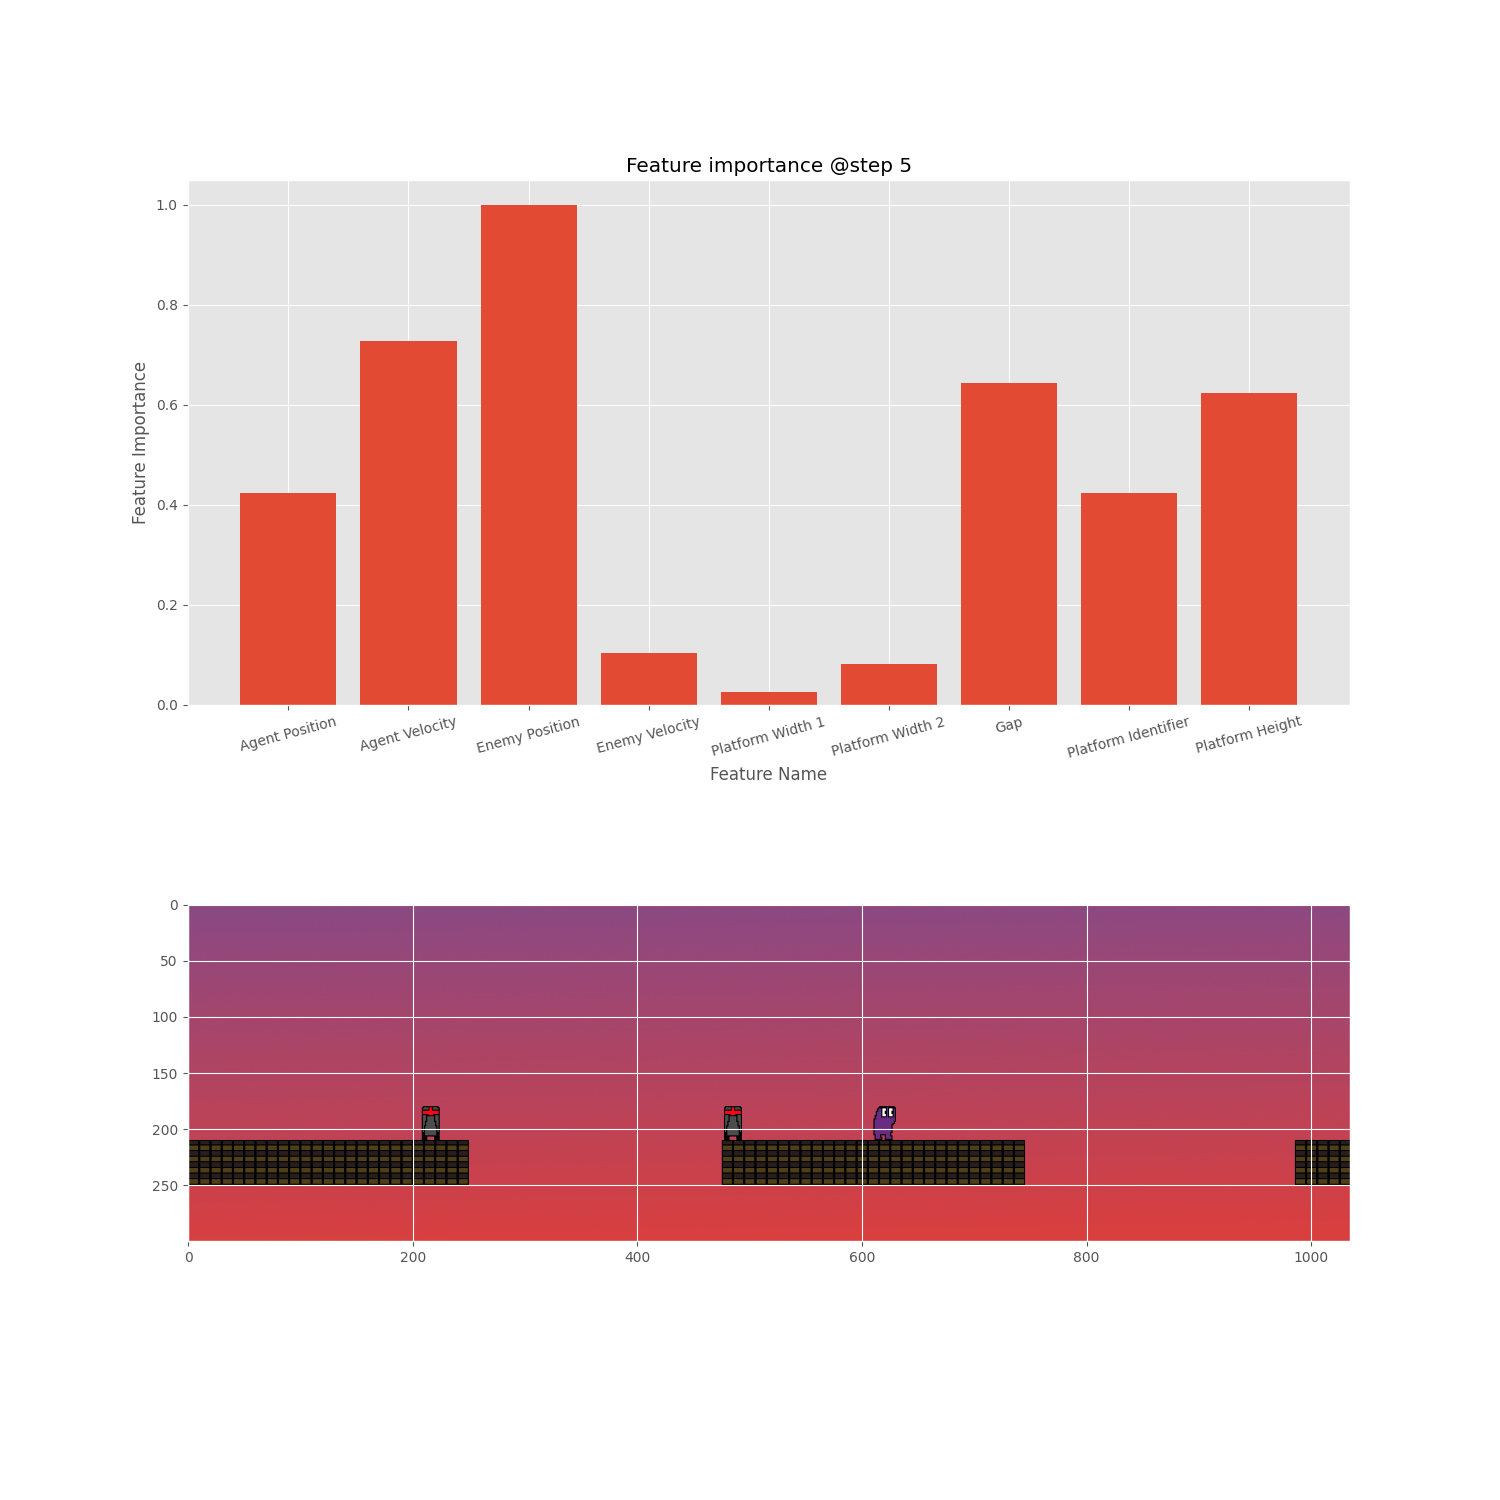 Feature importance @step 5
1.0
0.8
0.6
0.4
0.2
0.0
Feature Importance
Agent Position
Agent Velocity
Enemy Position
Enemy Velocity
Platform Width 1
Platform Width 2
Gap
Platform Identifier
Platform Height
Feature Name
0
50
100
150
200
250
0
200
400
600
800
1000